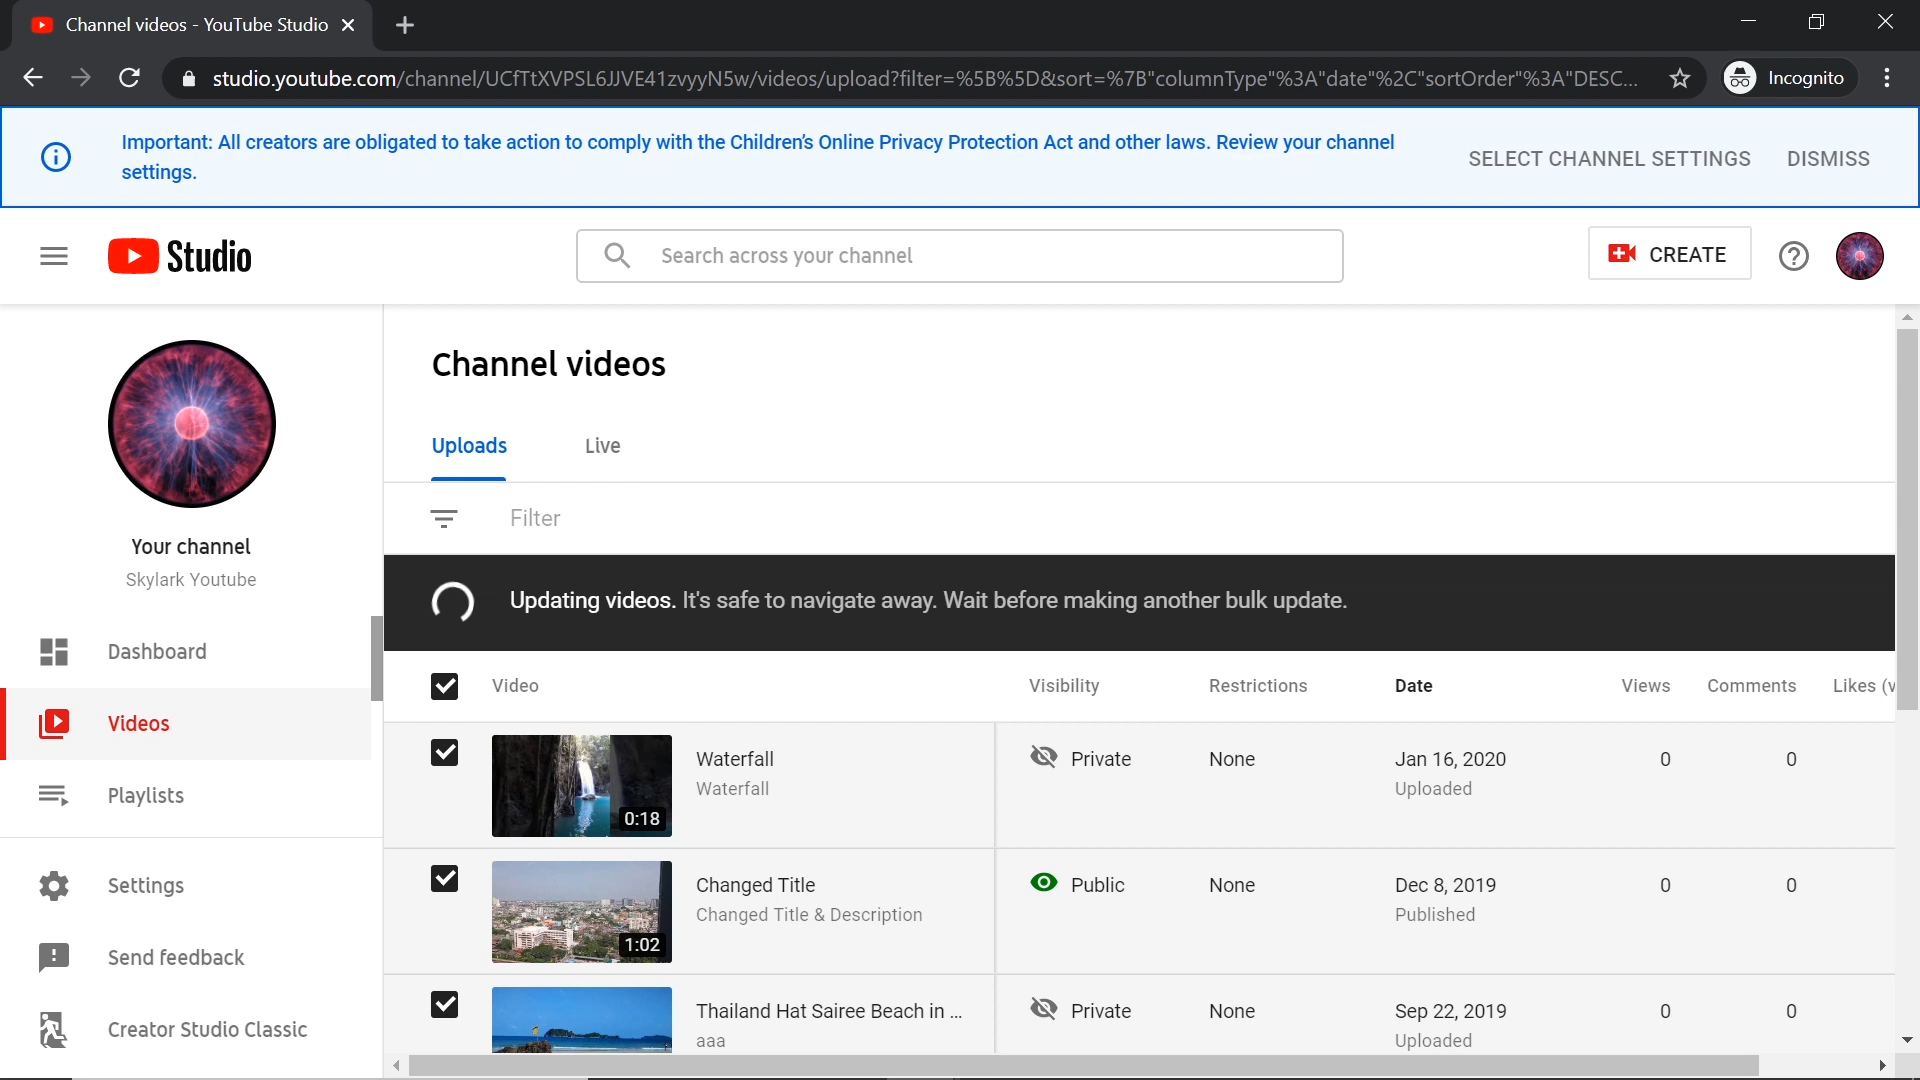 Channel videos - YouTube Studio
studio.youtube.com/channel/UCfTtXVPSL6JJVE41zvyyN5w/videos/upload?filter=%5B%5D&sort=%7B"columnType"%3A"date"%2C"sortOrder"%3A"DESC...
Incognito
Important: All creators are obligated to take action to comply with the Children's Online Privacy Protection Act and other laws. Review your channel
settings.
SELECT CHANNEL SETTINGS
DISMISS
Studio
Search across your channel
CREATE
Your channel
Skylark Youtube
Dashboard
Videos
Playlists
Settings
Send feedback
Creator Studio Classic
Channel videos
Uploads
Live
Filter
Updating videos. It's safe to navigate away. Wait before making another bulk update.
Video
Visibility
Restrictions
Date
Views
Comments
Likes (v
0:18
Waterfall
Waterfall
Private
None
Jan 16, 2020
Uploaded
0
0
1:02
Changed Title
Changed Title & Description
Public
None
Dec 8, 2019
Published
0
0
Thailand Hat Sairee Beach in ...
aaa
Private
None
Sep 22, 2019
Uploaded
0
0